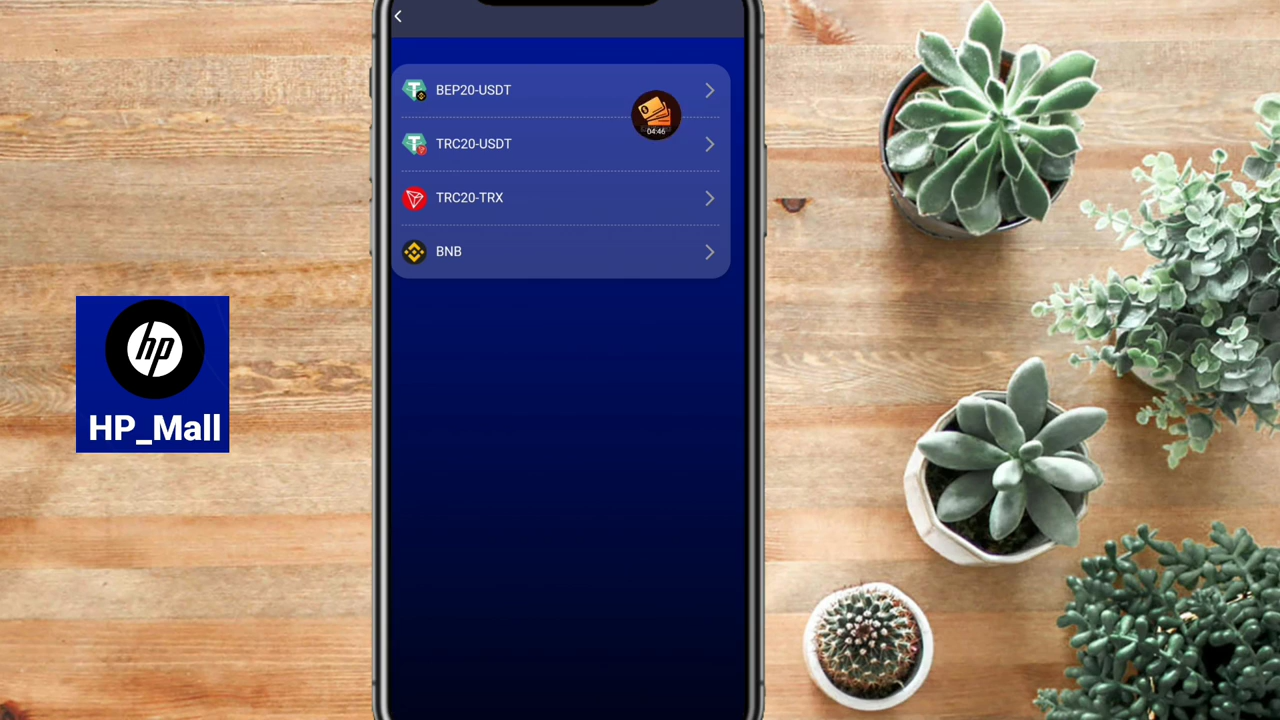 BEP20-USDT
04:46
TRC20-USDT
TRC20-TRX
BNB
hp
HP_Mall